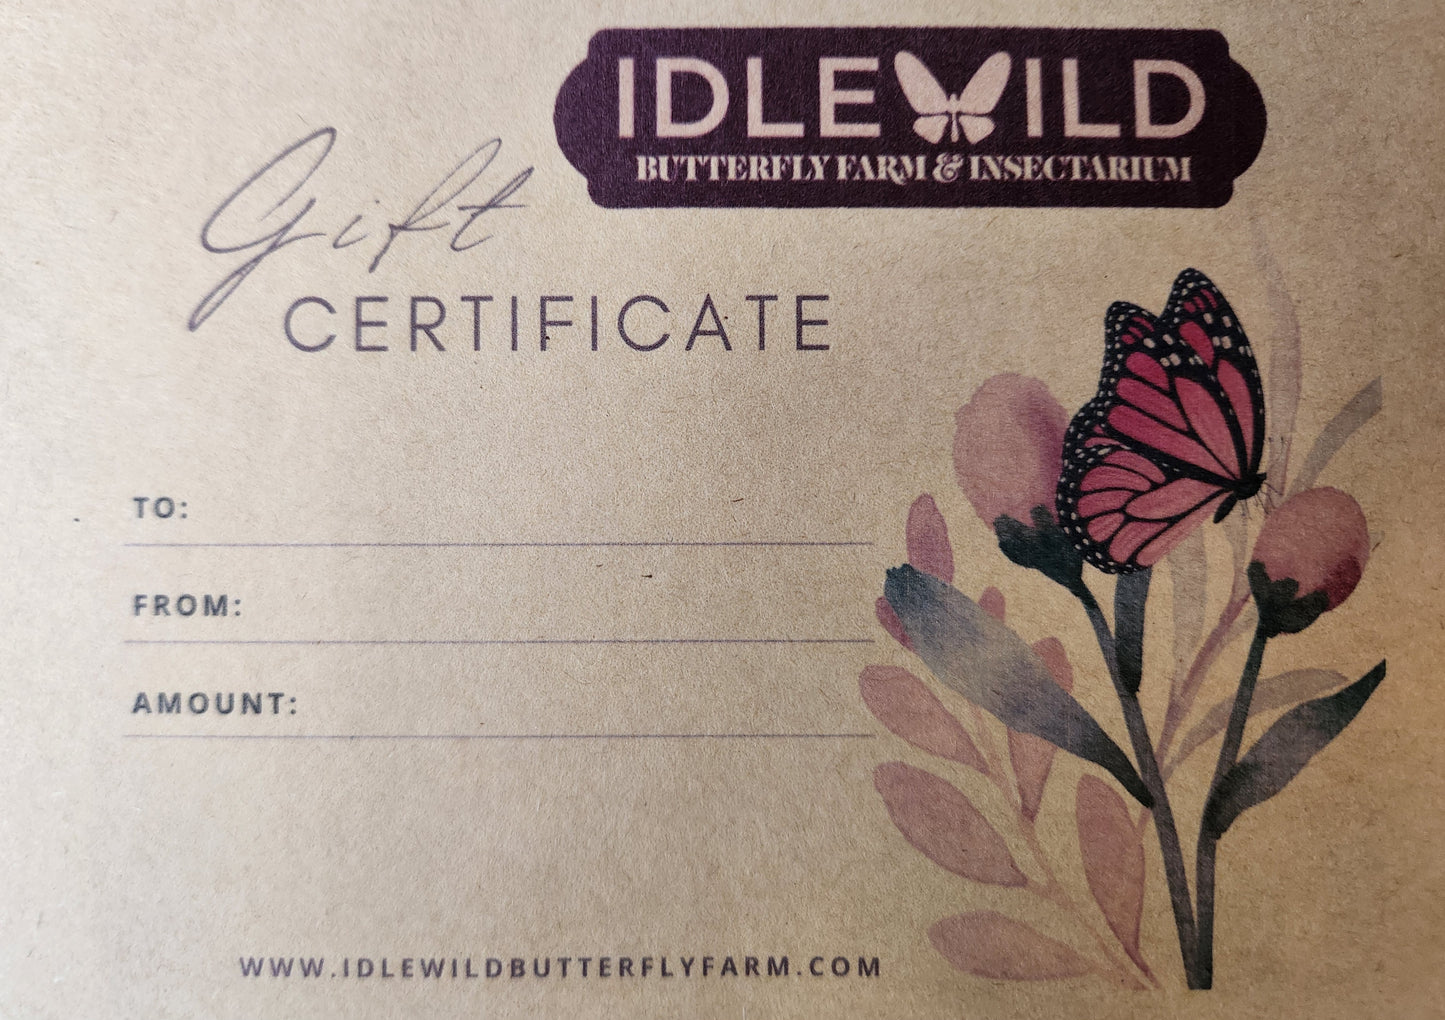 IDLEWILD
BUTTERFLY FARM & INSECTARIUM
Gift
CERTIFICATE
TO:
FROM:
AMOUNT:
WWW.IDLEWILDBUTTERFLYFARM.COM